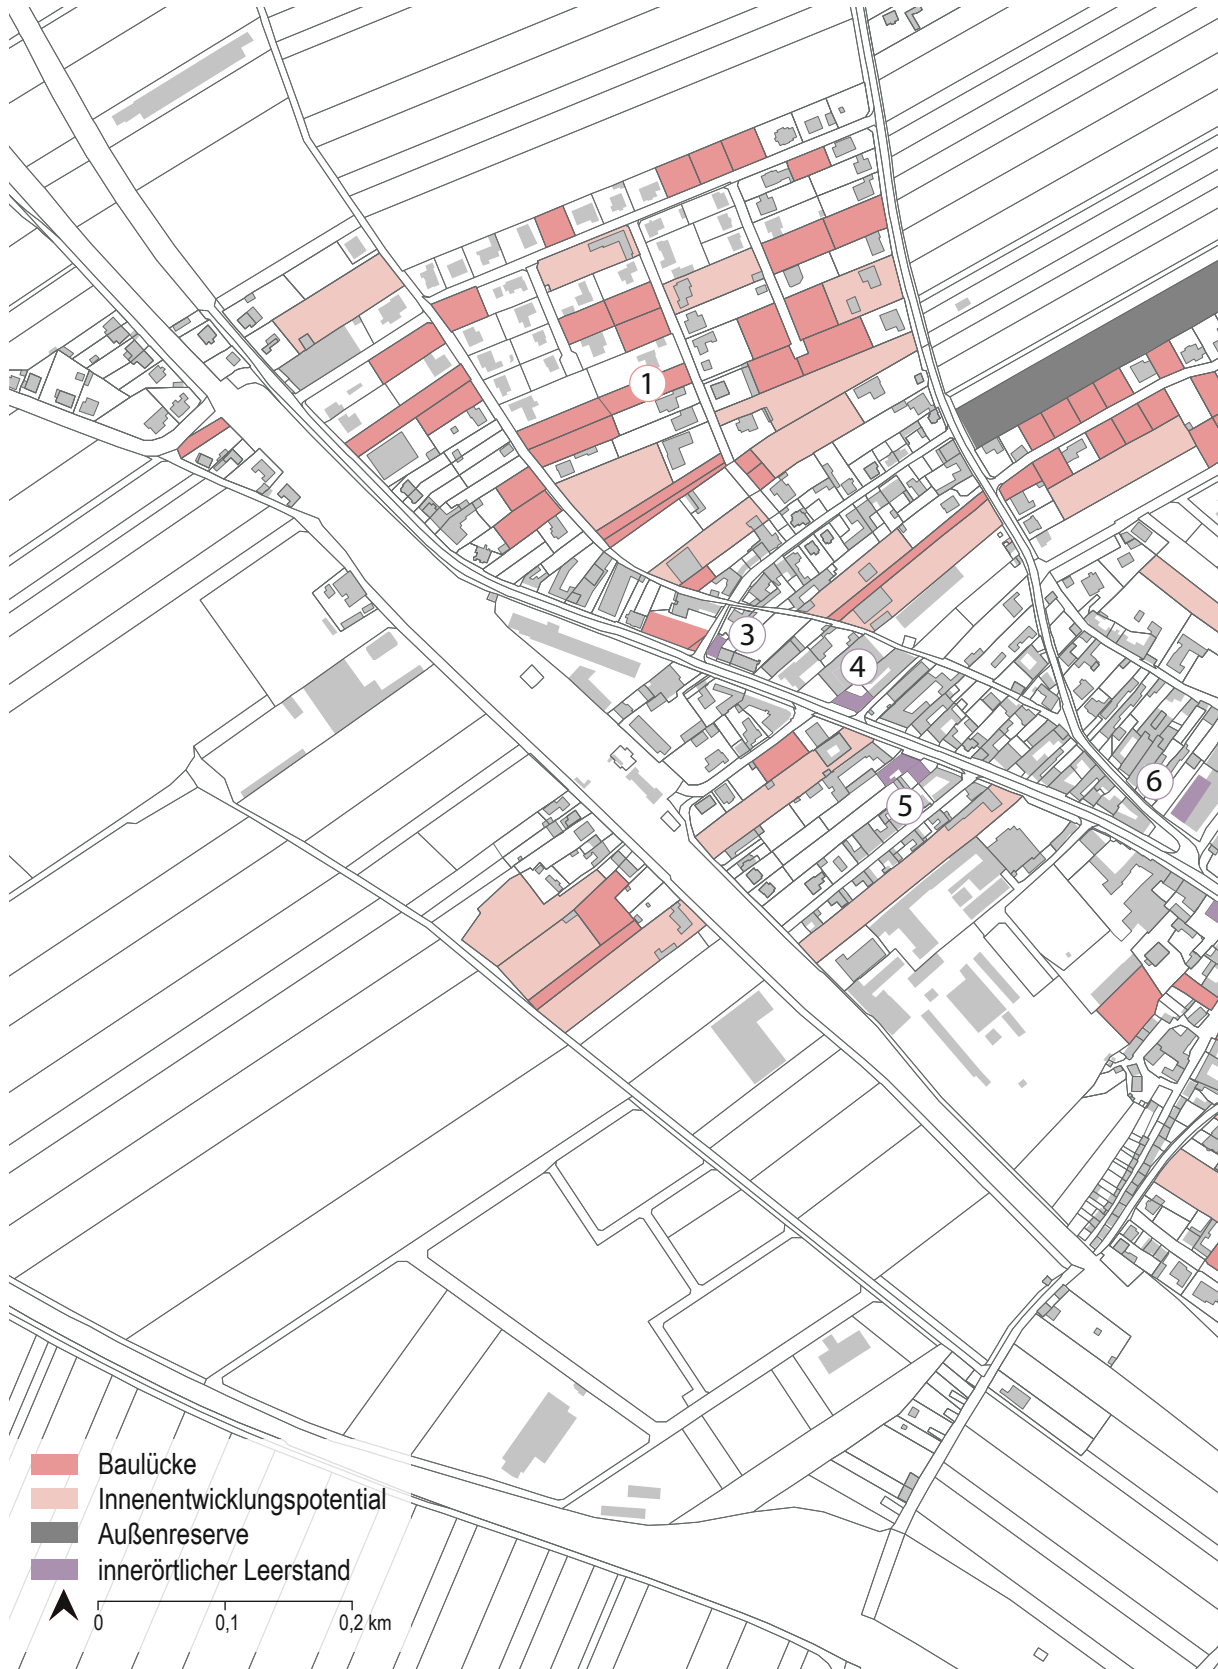 1
3
4
6
5
Baulücke
Innenentwicklungspotential
Außenreserve
innerörtlicher Leerstand
0 0,1 0,2 km